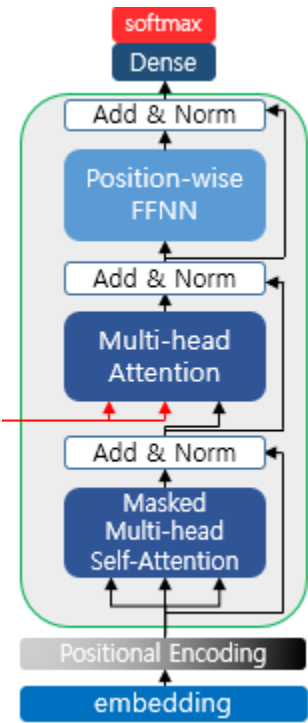 softmax
Dense
Add & Norm
Position-wise
FFNN
Add & Norm
Multi-head
Attention
Add & Norm
Masked
Multi-head
Self-Attention
Positional Encoding
embedding